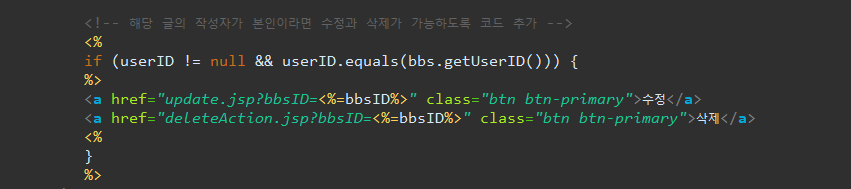 <!-- 해당 글의 작성자가 본인이라면 수정과 삭제가 가능하도록 코드 추가 -->
<%
if (userID != null && userID.equals(bbs.getUserID())) {
%>
<a href="update.jsp?bbsID=<%=bbsID%>" class="btn btn-primary">수정</a>
<a href="deleteAction.jsp?bbsID=<%=bbsID%>" class="btn btn-primary">삭제</a>
<%
}
%>